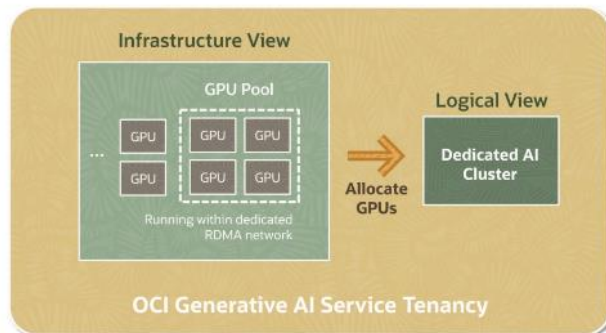 Infrastructure View
GPU Pool
...
GPU
GPU
GPU
GPU
GPU
GPU
Running within dedicated
RDMA network
Allocate
GPUs
Logical View
Dedicated AI
Cluster
OCI Generative AI Service Tenancy